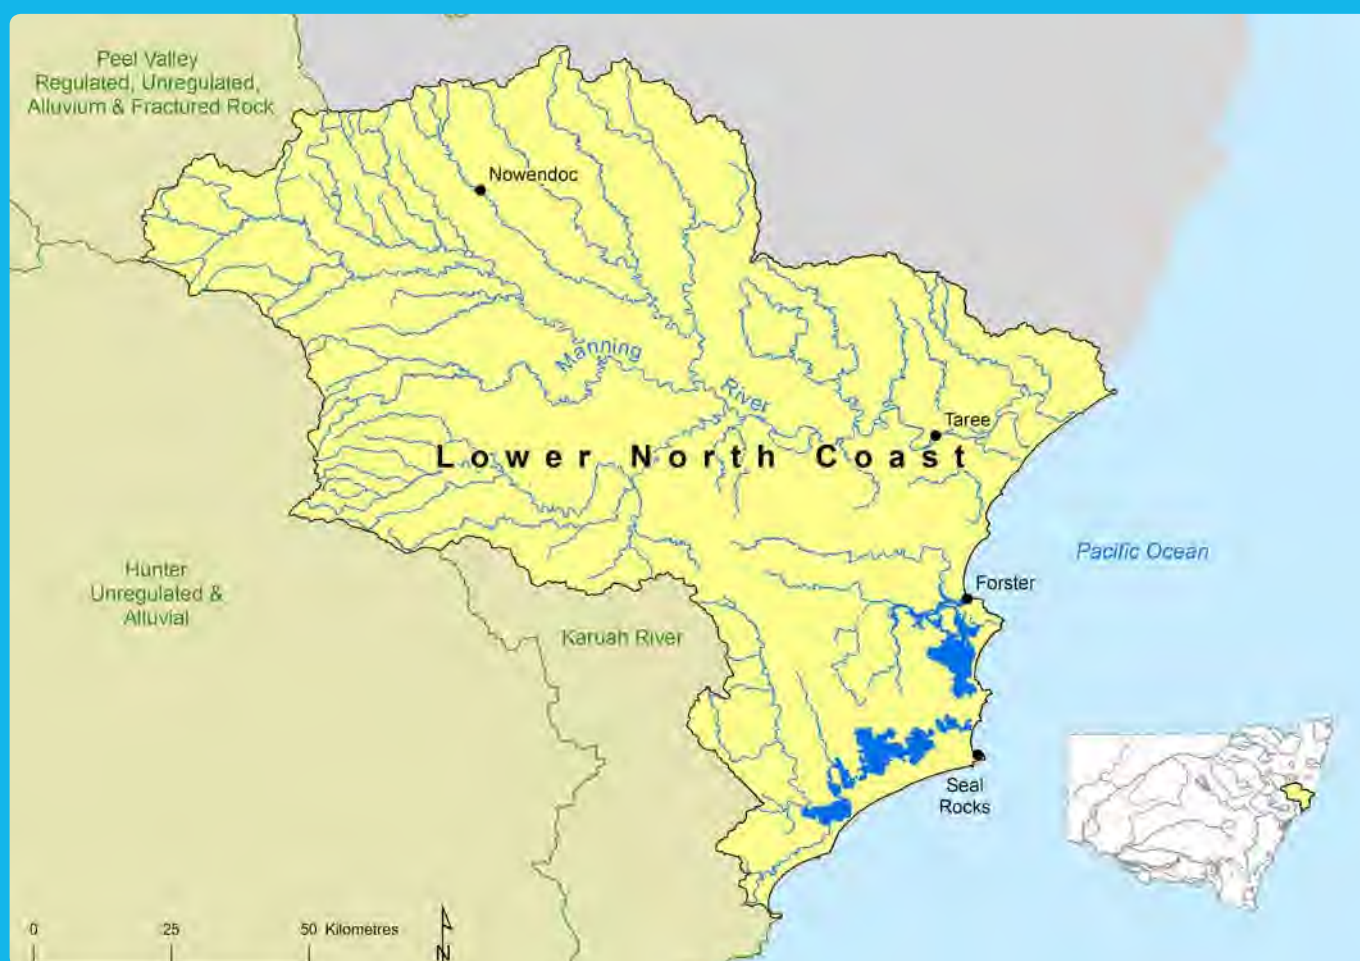 Peel Valley
Regulated, Unregulated,
Alluvium & Fractured Rock
Nowendoc
Manning
River
Taree
Lower North Coast
Pacific Ocean
Hunter
Unregulated &
Alluvial
Forster
Karuah River
Seal
Rocks
0 25 50 Kilometres
N